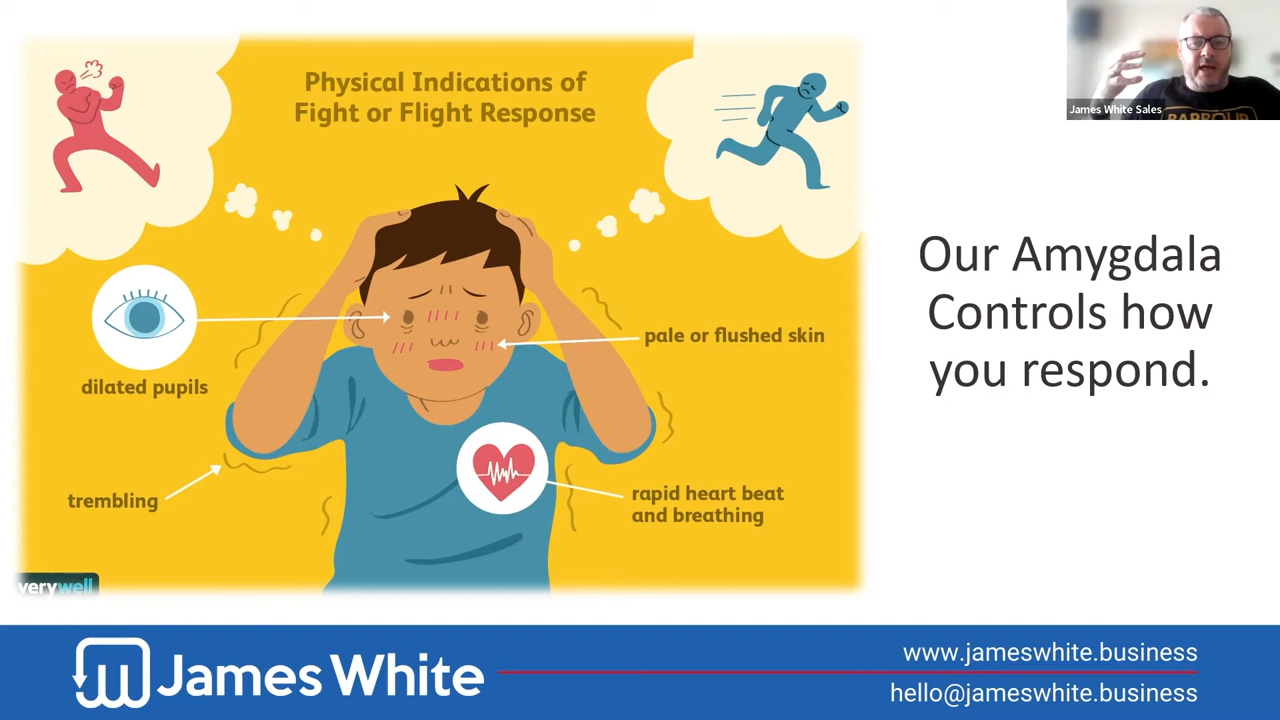 Physical Indications of
Fight or Flight Response
dilated pupils
pale or flushed skin
trembling
rapid heart beat
and breathing
verywell
James White Sales
BARBOUR
Our Amygdala
Controls how
you respond.
James White
www.jameswhite.business
hello@jameswhite.business